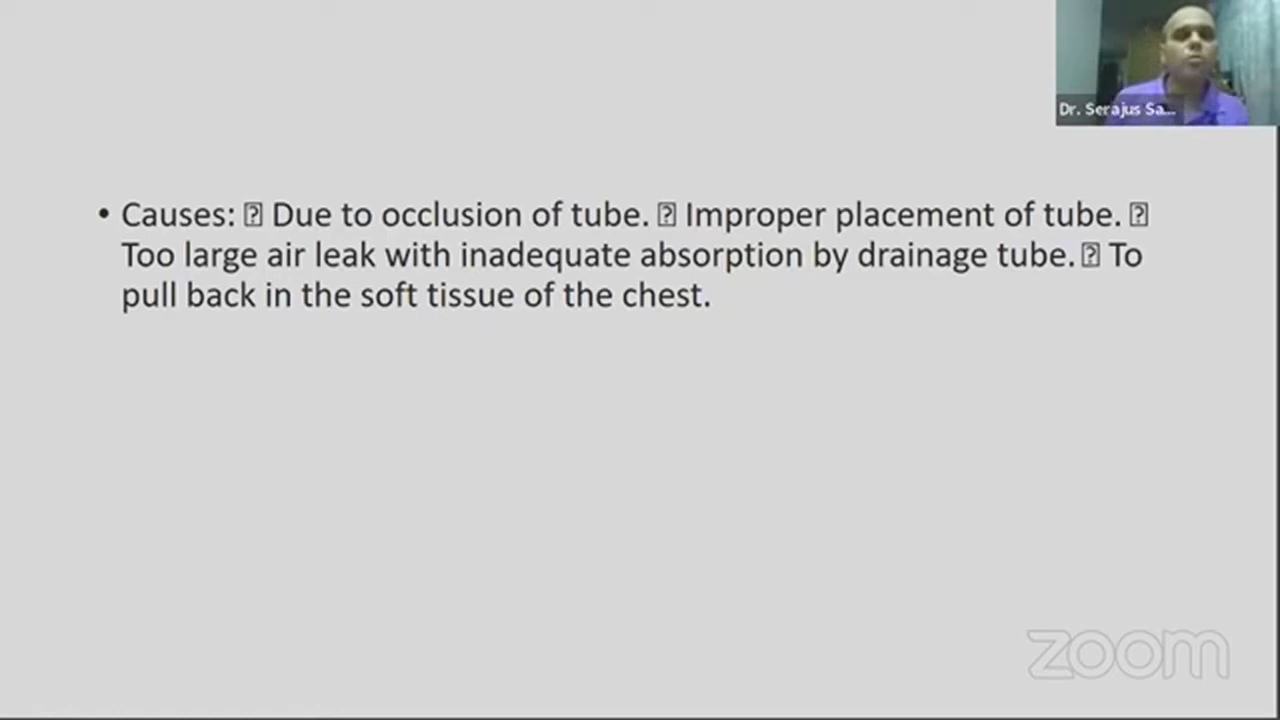 Dr. Serajus Sa...
• Causes: ⍰ Due to occlusion of tube. ⍰ Improper placement of tube. ⍰
Too large air leak with inadequate absorption by drainage tube. ⍰ To
pull back in the soft tissue of the chest.
zoom